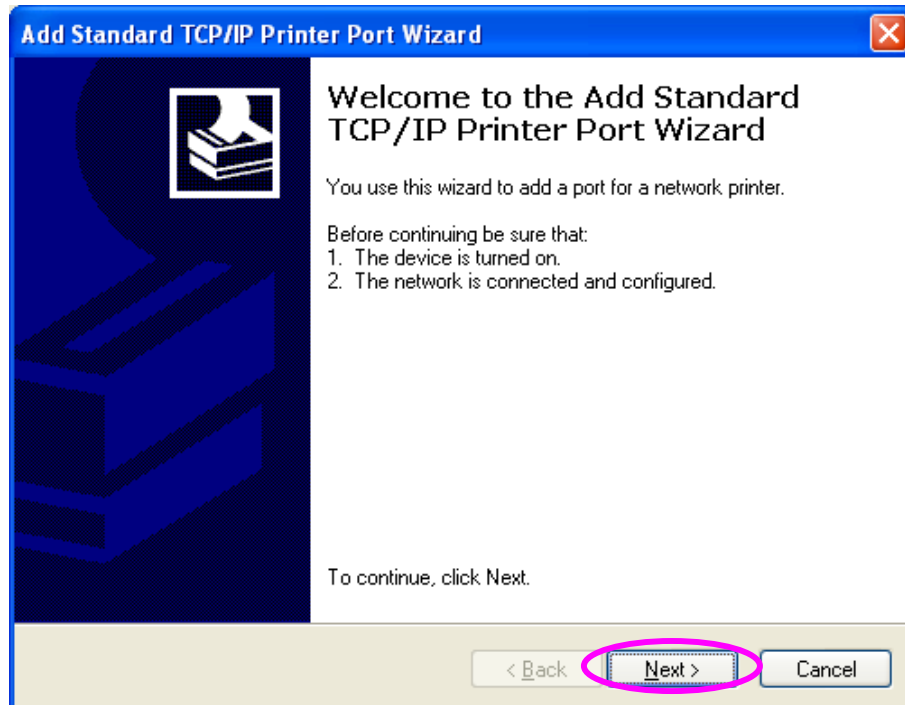 Add Standard TCP/IP Printer Port Wizard
Welcome to the Add Standard
TCP/IP Printer Port Wizard
You use this wizard to add a port for a network printer.
Before continuing be sure that:
1. The device is turned on.
2. The network is connected and configured.
To continue, click Next.
< Back
Next >
Cancel